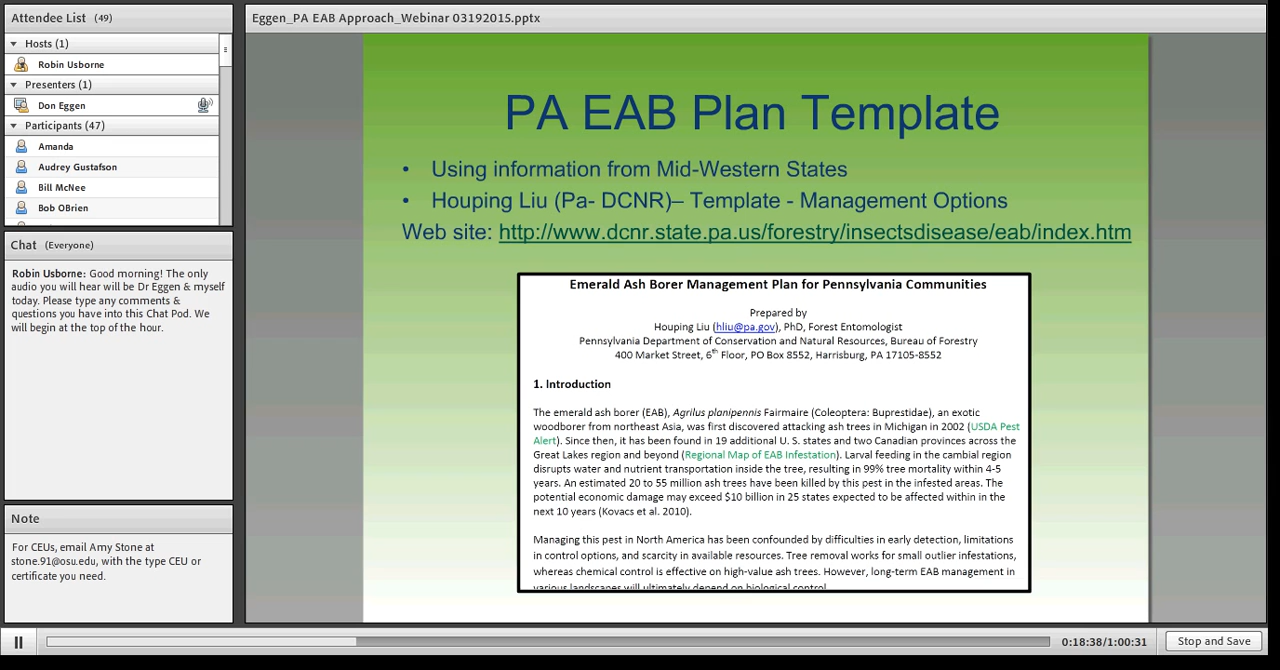 Attendee List (49)
Hosts (1)
Robin Usborne
Presenters (1)
Don Eggen
Participants (47)
Amanda
Audrey Gustafson
Bill McNee
Bob OBrien
Chat (Everyone)
Robin Usborne: Good morning! The only
audio you will hear will be Dr Eggen & myself
today. Please type any comments &
questions you have into this Chat Pod. We
will begin at the top of the hour.
Note
For CEUs, email Amy Stone at
stone.91@osu.edu, with the type CEU or
certificate you need.
Eggen_PA EAB Approach_Webinar 03192015.pptx
PA EAB Plan Template
• Using information from Mid-Western States
• Houping Liu (Pa- DCNR)– Template - Management Options
Web site: http://www.dcnr.state.pa.us/forestry/insectsdisease/eab/index.htm
Emerald Ash Borer Management Plan for Pennsylvania Communities
Prepared by
Houping Liu (hliu@pa.gov), PhD, Forest Entomologist
Pennsylvania Department of Conservation and Natural Resources, Bureau of Forestry
400 Market Street, 6th Floor, PO Box 8552, Harrisburg, PA 17105-8552
1. Introduction
The emerald ash borer (EAB), Agrilus planipennis Fairmaire (Coleoptera: Buprestidae), an exotic
woodborer from northeast Asia, was first discovered attacking ash trees in Michigan in 2002 (USDA Pest
Alert). Since then, it has been found in 19 additional U. S. states and two Canadian provinces across the
Great Lakes region and beyond (Regional Map of EAB Infestation). Larval feeding in the cambial region
disrupts water and nutrient transportation inside the tree, resulting in 99% tree mortality within 4-5
years. An estimated 20 to 55 million ash trees have been killed by this pest in the infested areas. The
potential economic damage may exceed $10 billion in 25 states expected to be affected within in the
next 10 years (Kovacs et al. 2010).
Managing this pest in North America has been confounded by difficulties in early detection, limitations
in control options, and scarcity in available resources. Tree removal works for small outlier infestations,
whereas chemical control is effective on high-value ash trees. However, long-term EAB management in
various landscapes will ultimately depend on biological control.
0:18:38/1:00:31
Stop and Save